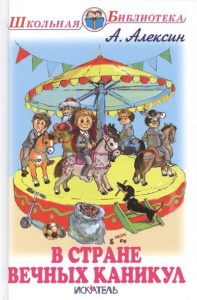 Школьная Библиотека
А. Алексин
В СТРАНЕ
ВЕЧНЫХ КАНИКУЛ
ИСКАТЕЛЬ